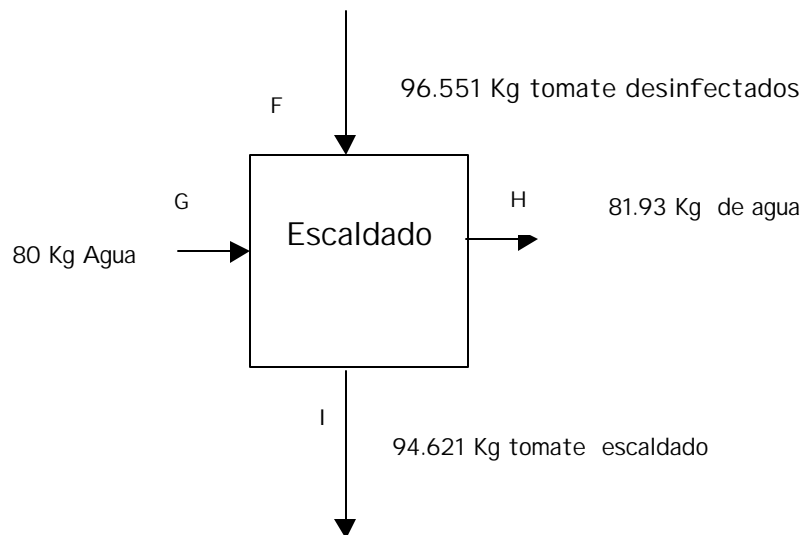 96.551 Kg tomate desinfectados
F
G
H
Escaldado
81.93 Kg de agua
80 Kg Agua
I
94.621 Kg tomate escaldado